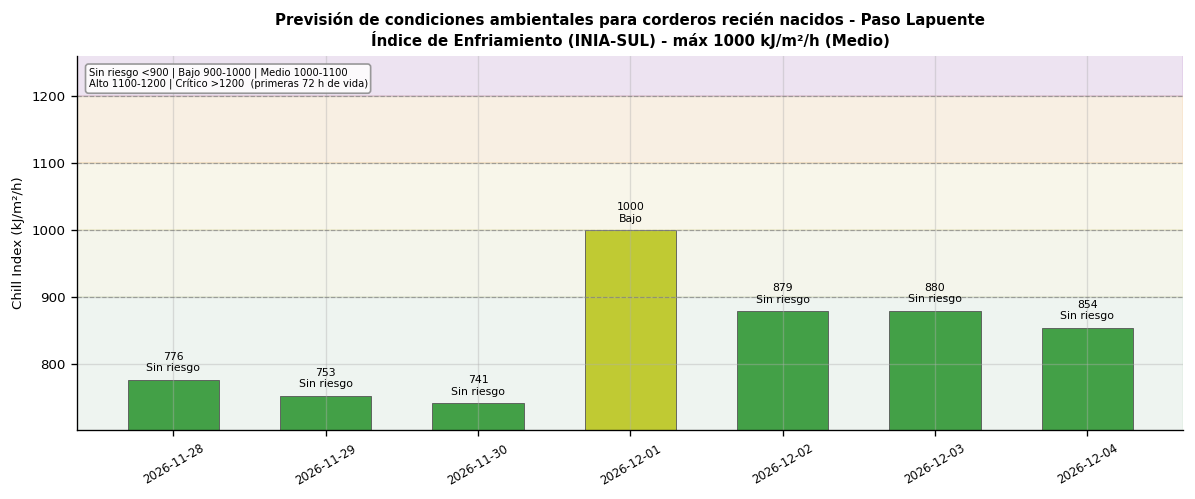 Previsión de condiciones ambientales para corderos recién nacidos - Paso Lapuente
Índice de Enfriamiento (INIA-SUL) - máx 1000 kJ/m²/h (Medio)
Sin riesgo <900 | Bajo 900-1000 | Medio 1000-1100
Alto 1100-1200 | Crítico >1200  (primeras 72 h de vida)
Chill Index (kJ/m²/h)
1200
1100
1000
900
800
776
Sin riesgo
753
Sin riesgo
741
Sin riesgo
1000
Bajo
879
Sin riesgo
880
Sin riesgo
854
Sin riesgo
2026-11-28
2026-11-29
2026-11-30
2026-12-01
2026-12-02
2026-12-03
2026-12-04